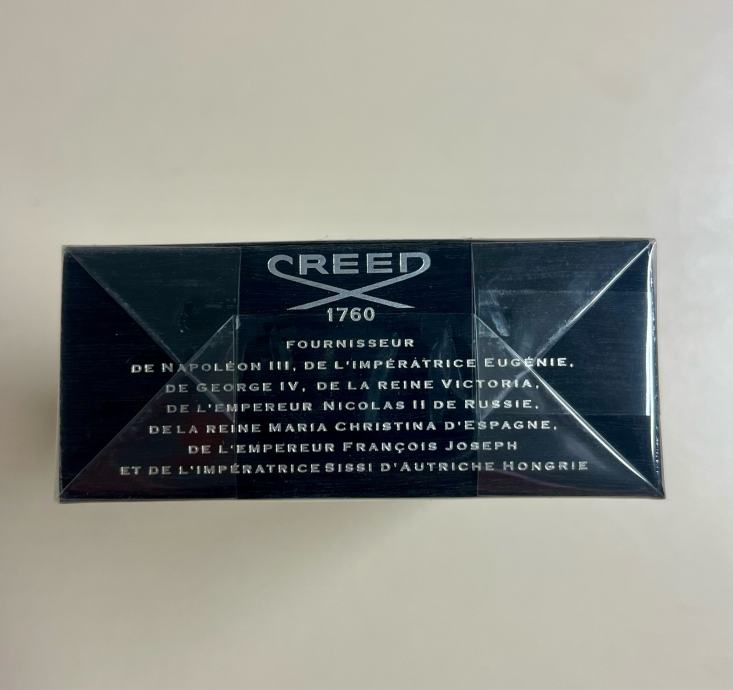 CREED
1760
FOURNISSEUR
DE NAPOLÉON III, DE L'IMPÉRATRICE EUGÉNIE,
DE GEORGE IV, DE LA REINE VICTORIA,
DE L'EMPEREUR NICOLAS II DE RUSSIE,
DE LA REINE MARIA CHRISTINA D'ESPAGNE,
DE L'EMPEREUR FRANÇOIS JOSEPH
ET DE L'IMPÉRATRICE SISSI D'AUTRICHE HONGRIE